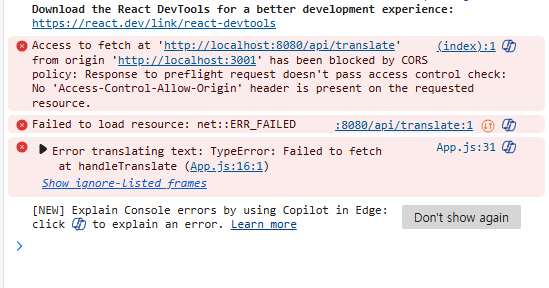 Download the React DevTools for a better development experience:
https://react.dev/link/react-devtools
Access to fetch at 'http://localhost:8080/api/translate' (index):1
from origin 'http://localhost:3001' has been blocked by CORS
policy: Response to preflight request doesn't pass access control check:
No 'Access-Control-Allow-Origin' header is present on the requested
resource.
Failed to load resource: net::ERR_FAILED :8080/api/translate:1
Error translating text: TypeError: Failed to fetch App.js:31
at handleTranslate (App.js:16:1)
Show ignore-listed frames
[NEW] Explain Console errors by using Copilot in Edge:
click to explain an error. Learn more
Don't show again